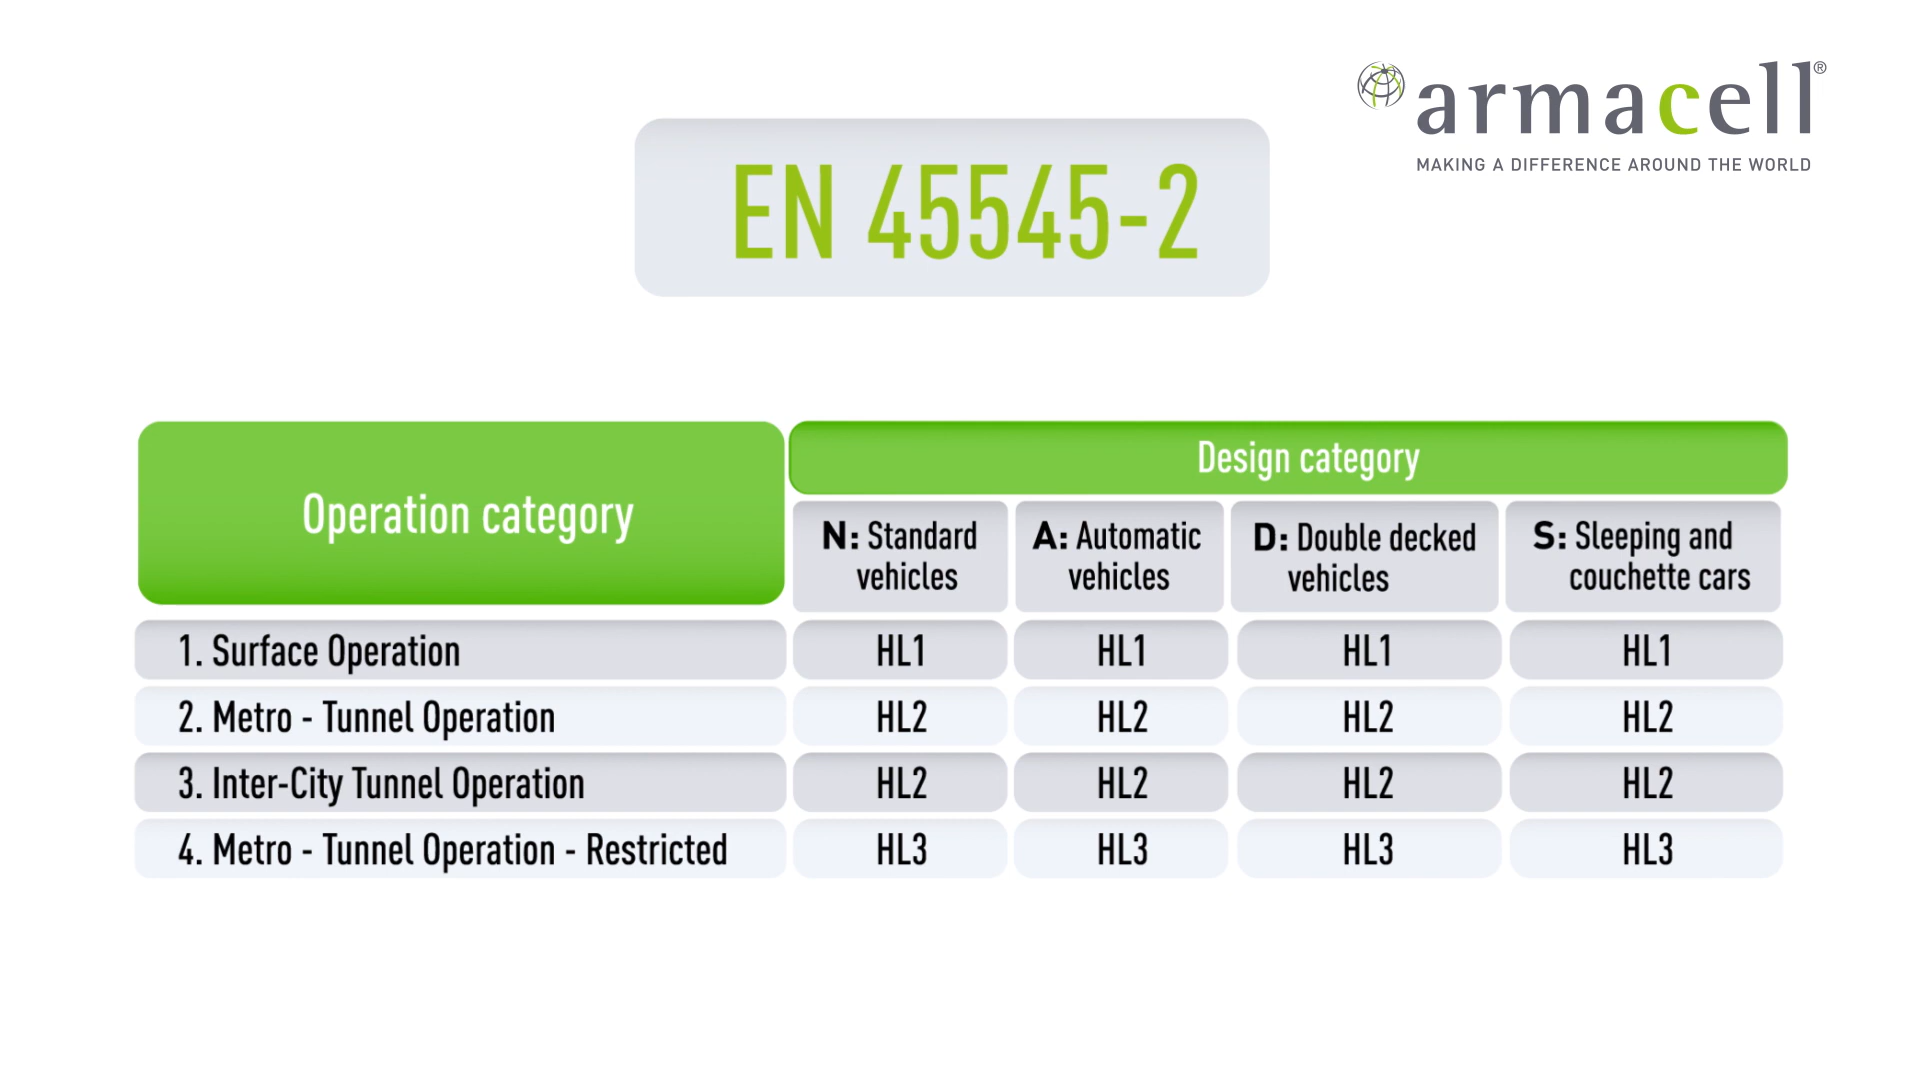 armacell®
MAKING A DIFFERENCE AROUND THE WORLD
EN 45545-2
Operation category
Design category
N: Standard
vehicles
A: Automatic
vehicles
D: Double decked
vehicles
S: Sleeping and
couchette cars
1. Surface Operation HL1 HL1 HL1 HL1
2. Metro - Tunnel Operation HL2 HL2 HL2 HL2
3. Inter-City Tunnel Operation HL2 HL2 HL2 HL2
4. Metro - Tunnel Operation - Restricted HL3 HL3 HL3 HL3